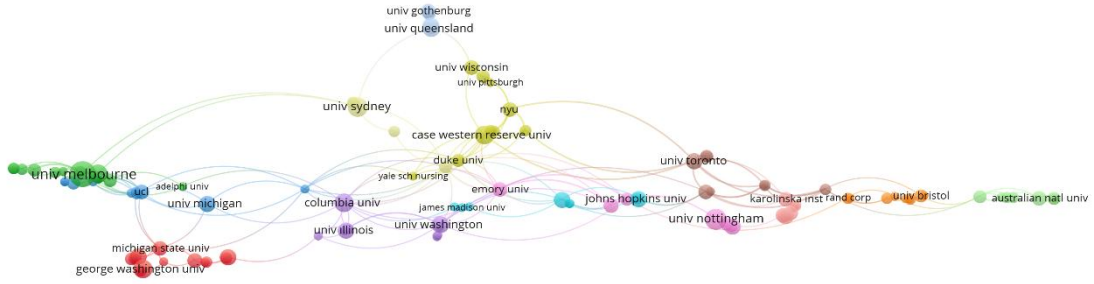 univ gothenburg
univ queensland
univ wisconsin
univ pittsburgh
univ sydney
nyu
case western reserve univ
duke univ
univ toronto
univ melbourne
yale sch nursing
ucl
adelphi univ
emory univ
univ michigan
columbia univ
james madison univ
johns hopkins univ
karolinska inst
rand corp
univ bristol
australian natl univ
univ nottingham
univ illinois
univ washington
michigan state univ
george washington univ